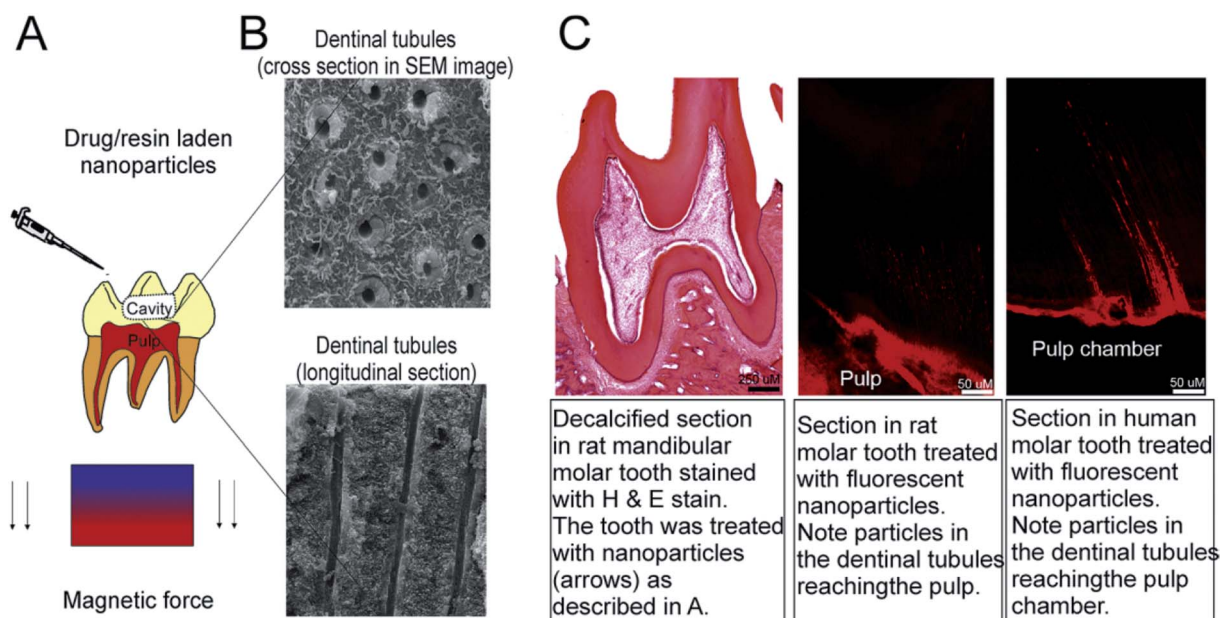 A
Drug/resin laden
nanoparticles
Cavity
Pulp
Magnetic force
B
Dentinal tubules
(cross section in SEM image)
Dentinal tubules
(longitudinal section)
C
250 uM
Decalcified section
in rat mandibular
molar tooth stained
with H & E stain.
The tooth was treated
with nanoparticles
(arrows) as
described in A.
Pulp
50 uM
Section in rat
molar tooth treated
with fluorescent
nanoparticles.
Note particles in
the dentinal tubules
reachingthe pulp.
Pulp chamber
50 uM
Section in human
molar tooth treated
with fluorescent
nanoparticles.
Note particles in
the dentinal tubules
reachingthe pulp
chamber.